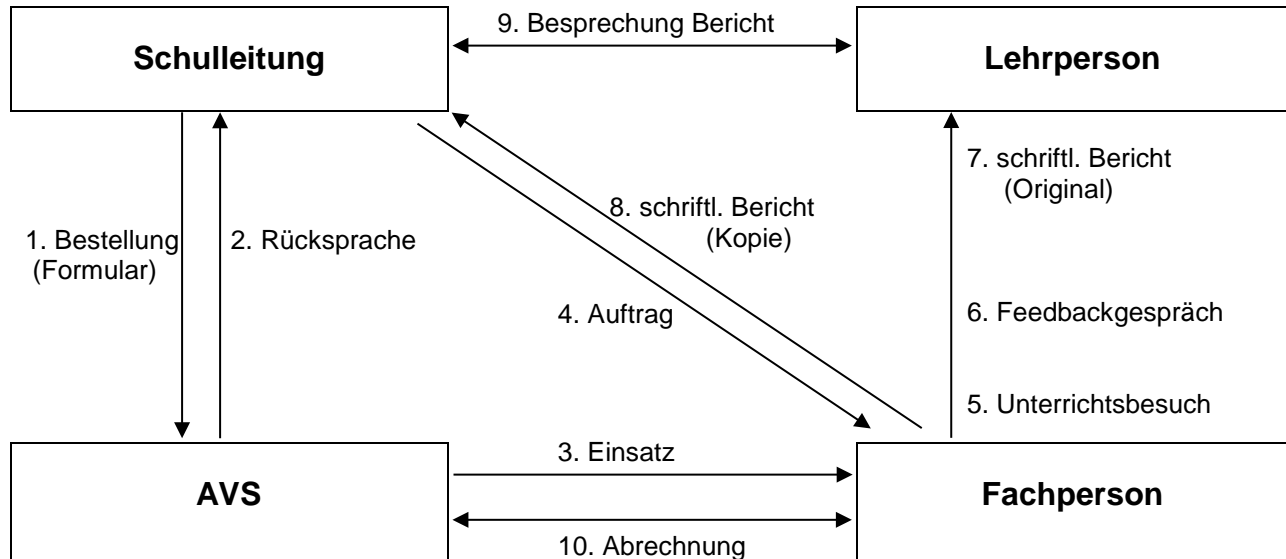 9. Besprechung Bericht
Schulleitung
Lehrperson
7. schriftl. Bericht
(Original)
8. schriftl. Bericht
(Kopie)
1. Bestellung
(Formular)
2. Rücksprache
4. Auftrag
6. Feedbackgespräch
5. Unterrichtsbesuch
3. Einsatz
AVS
Fachperson
10. Abrechnung